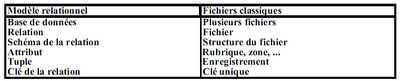 Modèle relationnel Fichiers classiques
Base de données Plusieurs fichiers
Relation Fichier
Schéma de la relation Structure du fichier
Attribut Rubrique, zone, ...
Tuple Enregistrement
Clé de la relation Clé unique